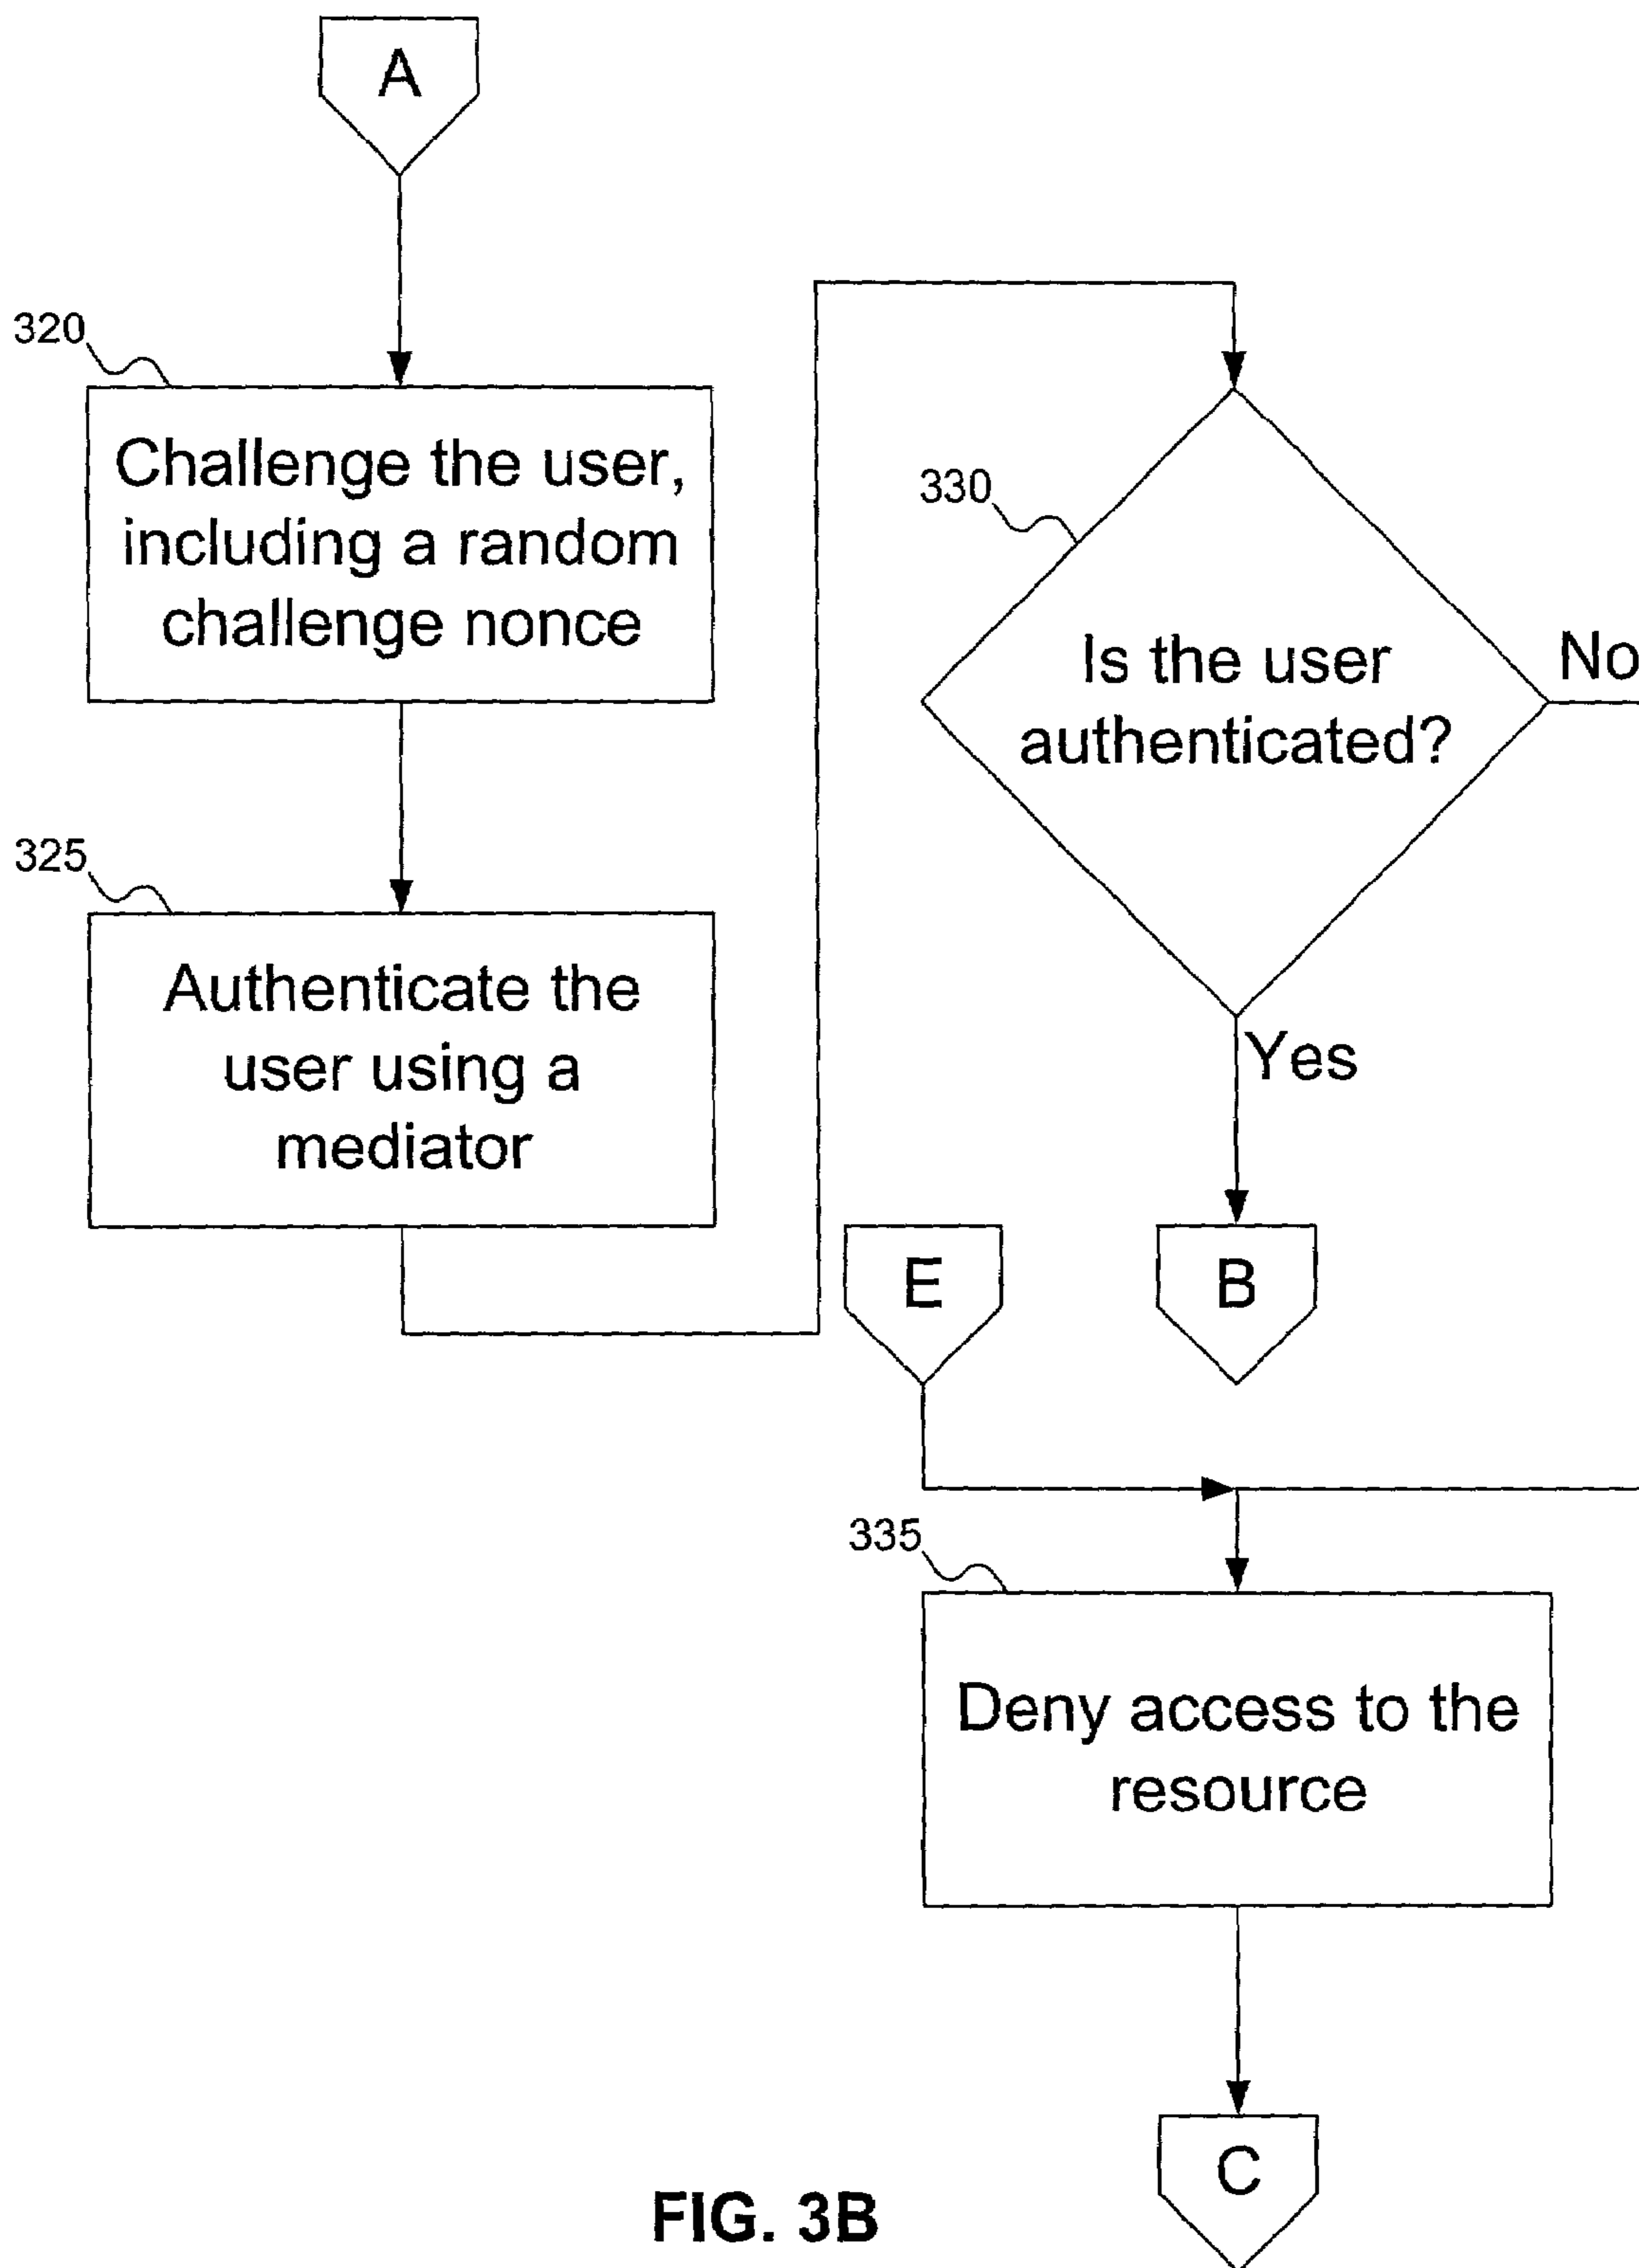 A
320
Challenge the user,
including a random
challenge nonce
325
Authenticate the
user using a
mediator
330
Is the user
authenticated?
No
Yes
E
B
335
Deny access to the
resource
C
FIG. 3B